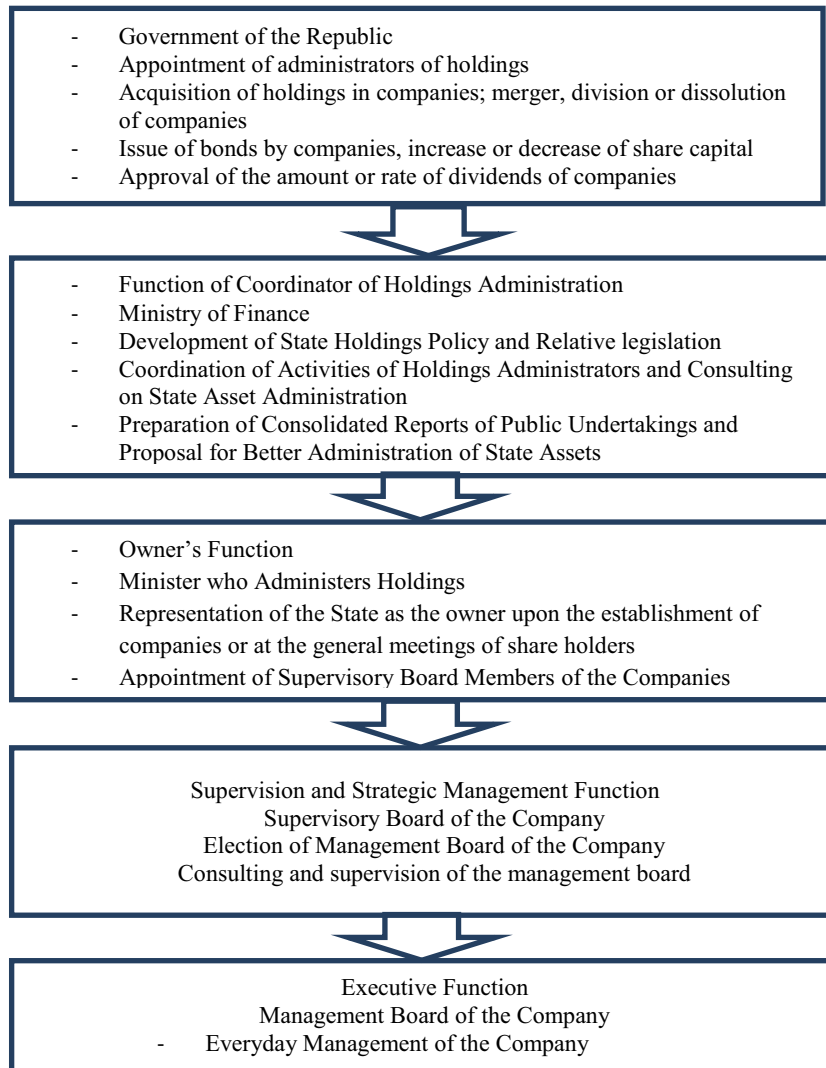 - Government of the Republic
- Appointment of administrators of holdings
- Acquisition of holdings in companies; merger, division or dissolution
of companies
- Issue of bonds by companies, increase or decrease of share capital
- Approval of the amount or rate of dividends of companies
- Function of Coordinator of Holdings Administration
- Ministry of Finance
- Development of State Holdings Policy and Relative legislation
- Coordination of Activities of Holdings Administrators and Consulting
on State Asset Administration
- Preparation of Consolidated Reports of Public Undertakings and
Proposal for Better Administration of State Assets
- Owner’s Function
- Minister who Administers Holdings
- Representation of the State as the owner upon the establishment of
companies or at the general meetings of share holders
- Appointment of Supervisory Board Members of the Companies
Supervision and Strategic Management Function
Supervisory Board of the Company
Election of Management Board of the Company
Consulting and supervision of the management board
Executive Function
Management Board of the Company
- Everyday Management of the Company